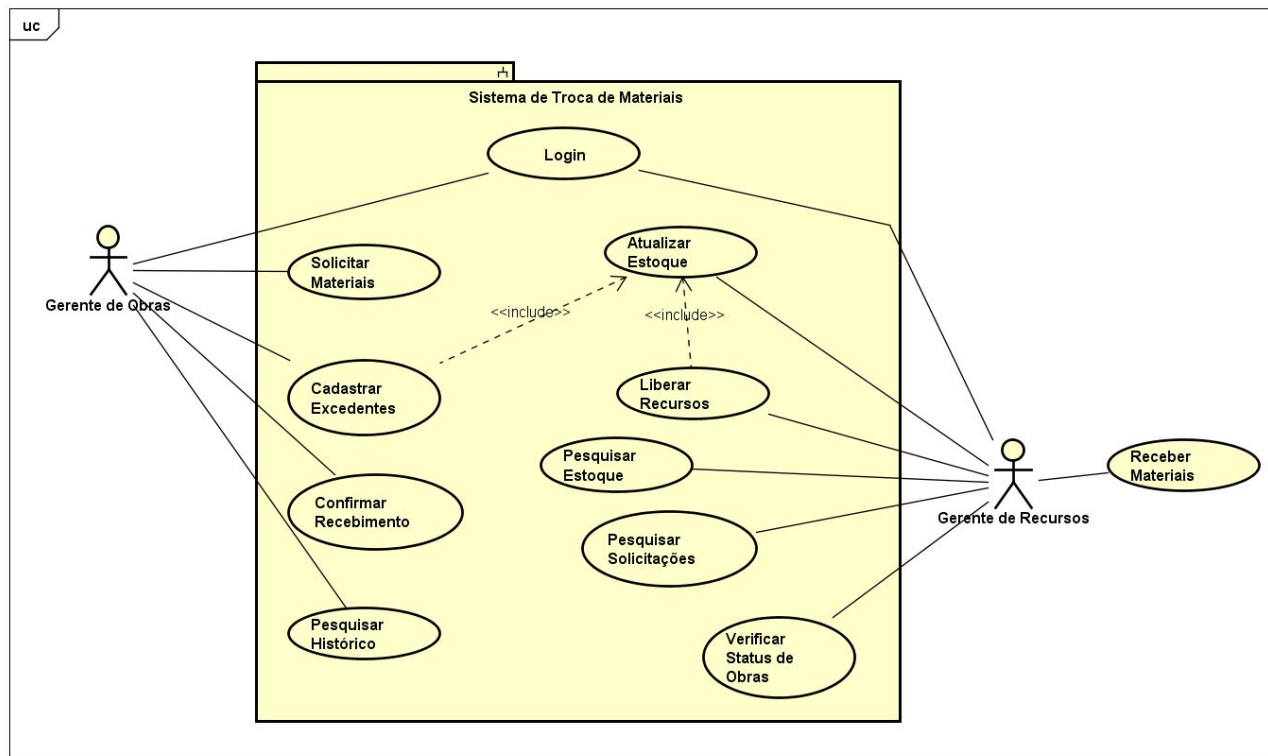 uc
Sistema de Troca de Materiais
Login
Atualizar
Estoque
Solicitar
Materiais
Gerente de Obras
<<include>>
<<include>>
Cadastrar
Excedentes
Liberar
Recursos
Pesquisar
Estoque
Receber
Materiais
Confirmar
Recebimento
Gerente de Recursos
Pesquisar
Solicitações
Pesquisar
Histórico
Verificar
Status de
Obras